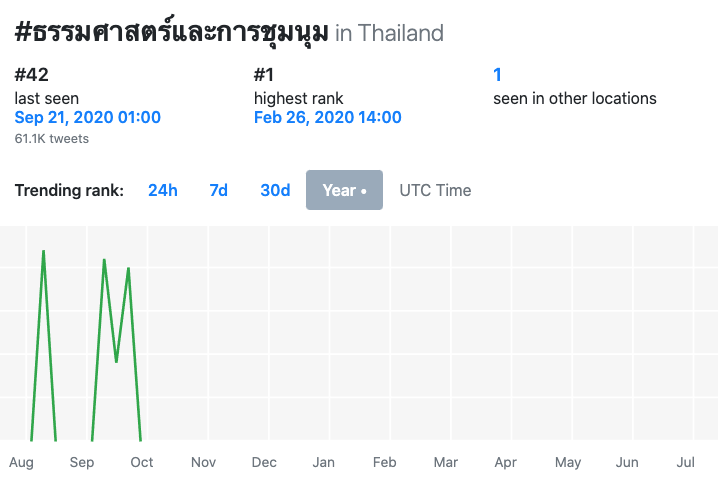 #ธรรมศาสตร์และการชุมนุม in Thailand
#42 #1 1
last seen highest rank seen in other locations
Sep 21, 2020 01:00 Feb 26, 2020 14:00
61.1K tweets
Trending rank: 24h 7d 30d Year • UTC Time
Aug Sep Oct Nov Dec Jan Feb Mar Apr May Jun Jul